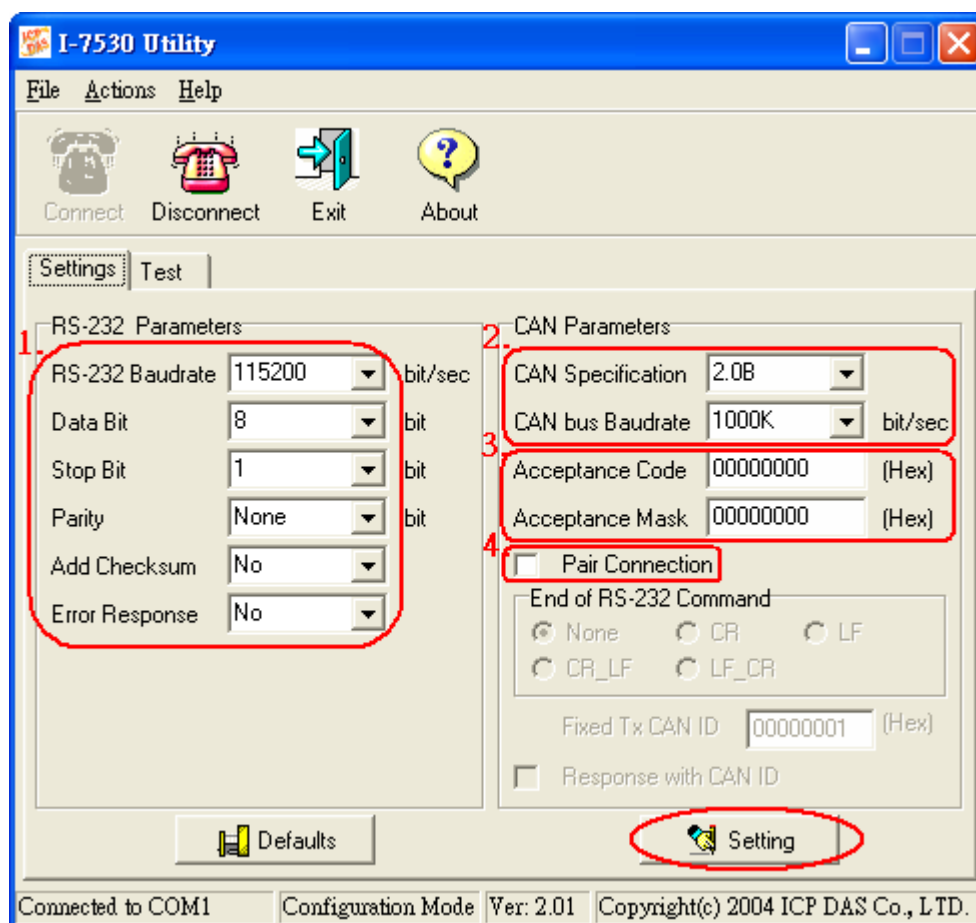 I-7530 Utility
File Actions Help
Connect Disconnect Exit About
Settings Test
RS-232 Parameters
1.
RS-232 Baudrate 115200 bit/sec
Data Bit 8 bit
Stop Bit 1 bit
Parity None bit
Add Checksum No
Error Response No
CAN Parameters
2.
CAN Specification 2.0B
CAN bus Baudrate 1000K bit/sec
3.
Acceptance Code 00000000 (Hex)
Acceptance Mask 00000000 (Hex)
4.
Pair Connection
End of RS-232 Command
None CR LF
CR_LF LF_CR
Fixed Tx CAN ID 00000001 (Hex)
Response with CAN ID
Defaults Setting
Connected to COM1 Configuration Mode Ver: 2.01 Copyright(c) 2004 ICP DAS Co., LTD.